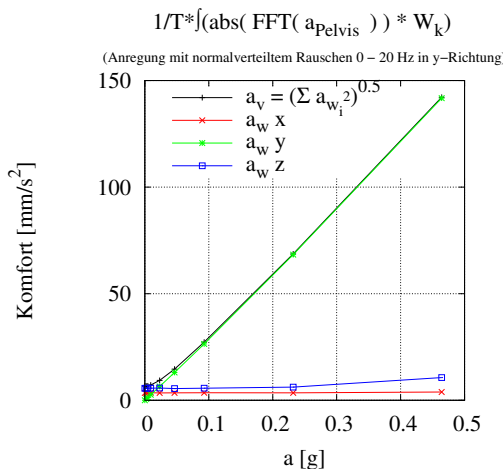 1/T*∫(abs( FFT( a_Pelvis ) ) * W_k)
(Anregung mit normalverteiltem Rauschen 0 – 20 Hz in y-Richtung)
a_v = (Σ a_w_i^2)^0.5
a_w x
a_w y
a_w z
150
100
50
0
Komfort [mm/s^2]
0 0.1 0.2 0.3 0.4 0.5
a [g]